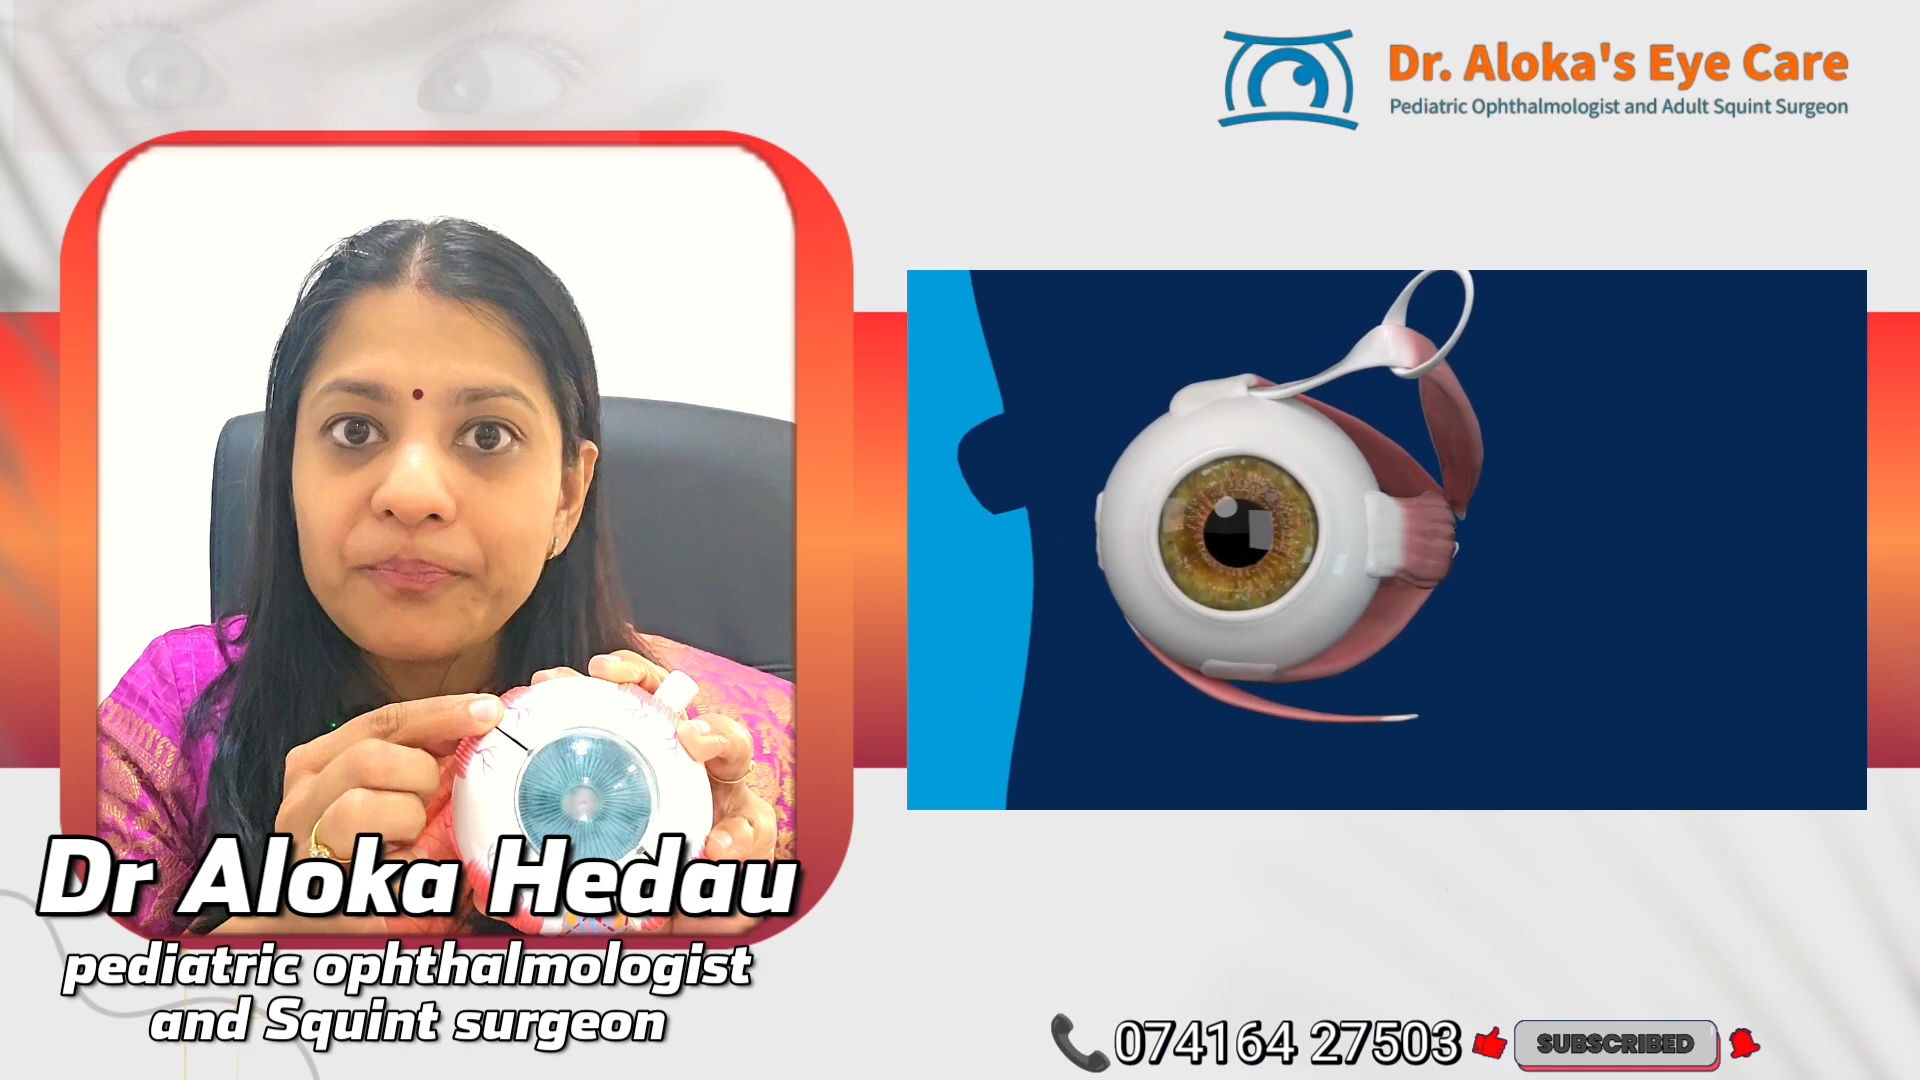 Dr. Aloka's Eye Care
Pediatric Ophthalmologist and Adult Squint Surgeon
Dr Aloka Hedau
pediatric ophthalmologist
and Squint surgeon
074164 27503
SUBSCRIBED